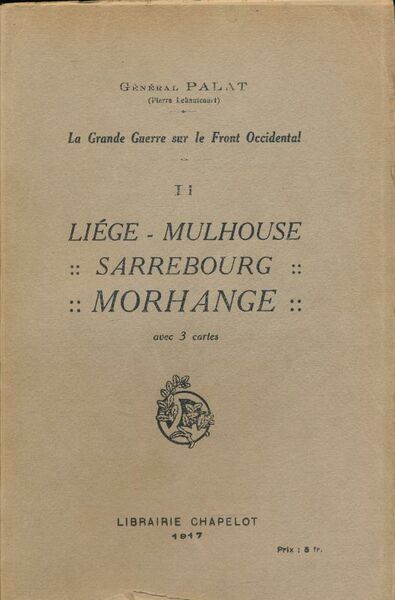 GÉNÉRAL PALAT
(Pierre Lehautcourt)
La Grande Guerre sur le Front Occidental
II
LIÉGE - MULHOUSE
:: SARREBOURG ::
:: MORHANGE ::
avec 3 cartes
LIBRAIRIE CHAPELOT
1917
Prix : 5 fr.